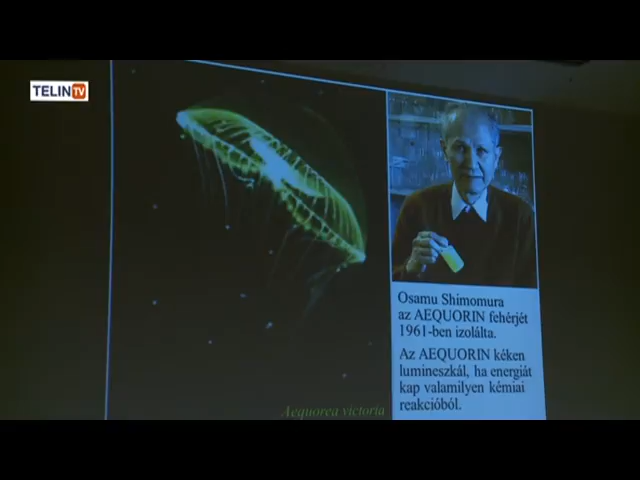 TELIN TV
Osamu Shimomura
az AEQUORIN fehérjét
1961-ben izolálta.
Az AEQUORIN kéken
lumineszkál, ha energiát
kap valamilyen kémiai
reakcióból.
Aequorea victoria